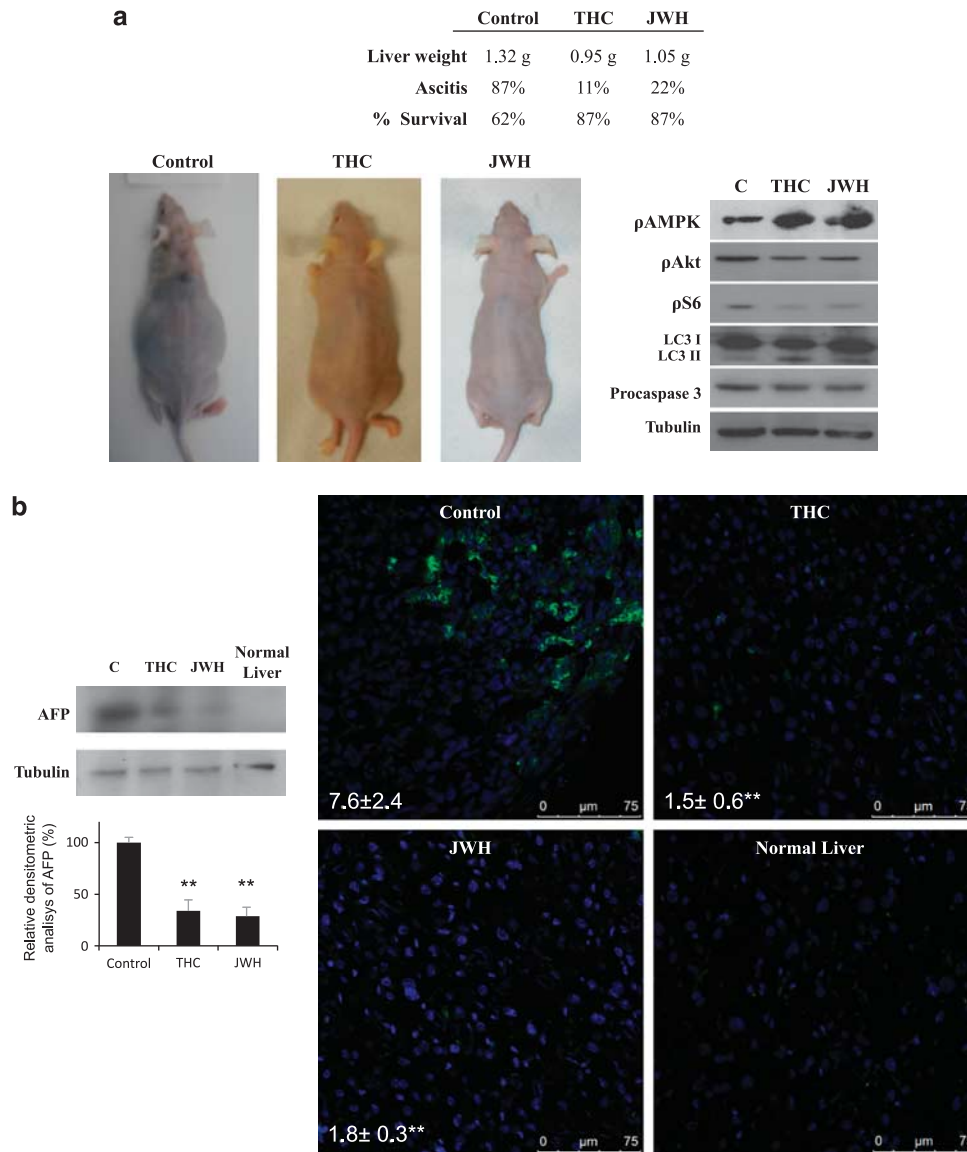 a
Control THC JWH
Liver weight 1.32 g 0.95 g 1.05 g
Ascitis 87% 11% 22%
% Survival 62% 87% 87%
Control THC JWH
C THC JWH
ρAMPK
ρAkt
ρS6
LC3 I
LC3 II
Procaspase 3
Tubulin
b
C THC JWH Normal Liver
AFP
Tubulin
Relative densitometric
analisys of AFP (%)
100
50
0
** **
Control THC JWH
Control
7.6±2.4
0 µm 75
THC
1.5± 0.6**
0 µm 7
JWH
1.8± 0.3**
0 µm 75
Normal Liver
0 µm 7